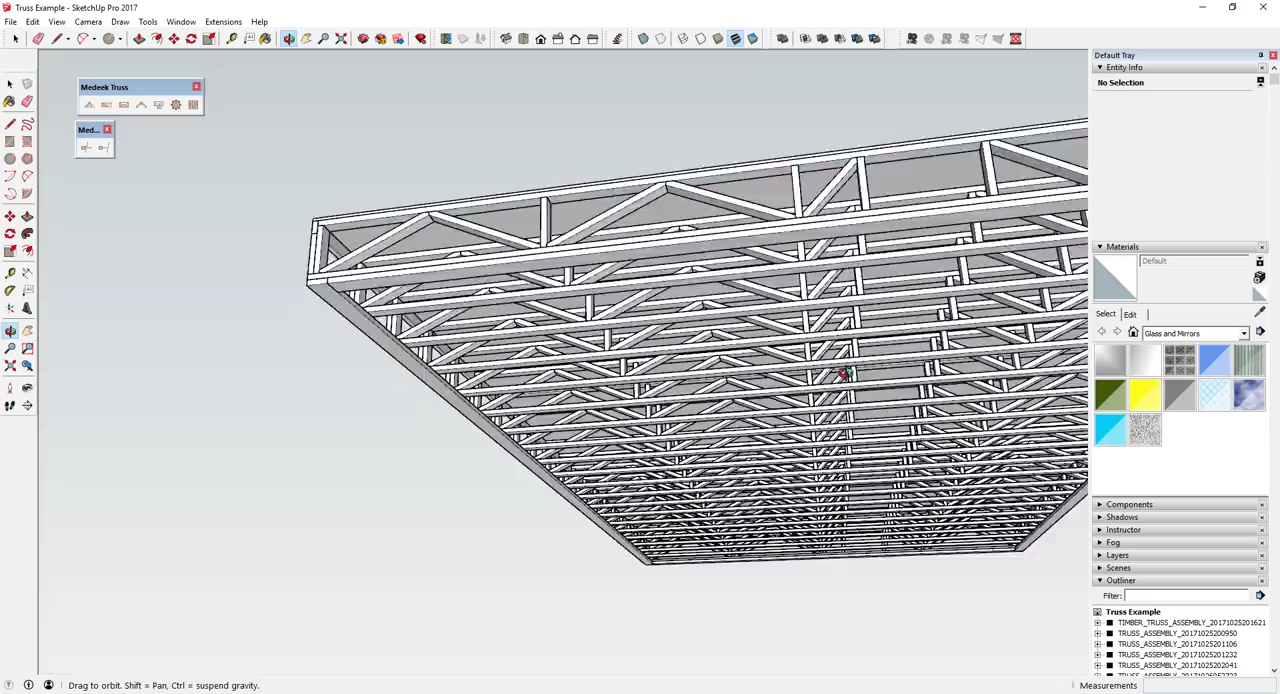 Truss Example - SketchUp Pro 2017
File Edit View Camera Draw Tools Window Extensions Help
Medeek Truss
Med...
Default Tray
Entity Info
No Selection
Materials
Default
Select Edit
Glass and Mirrors
Components
Shadows
Instructor
Fog
Layers
Scenes
Outliner
Filter:
Truss Example
TIMBER_TRUSS_ASSEMBLY_20171025201621
TRUSS_ASSEMBLY_20171025200950
TRUSS_ASSEMBLY_20171025201106
TRUSS_ASSEMBLY_20171025201232
TRUSS_ASSEMBLY_20171025202041
Drag to orbit. Shift = Pan, Ctrl = suspend gravity.
Measurements